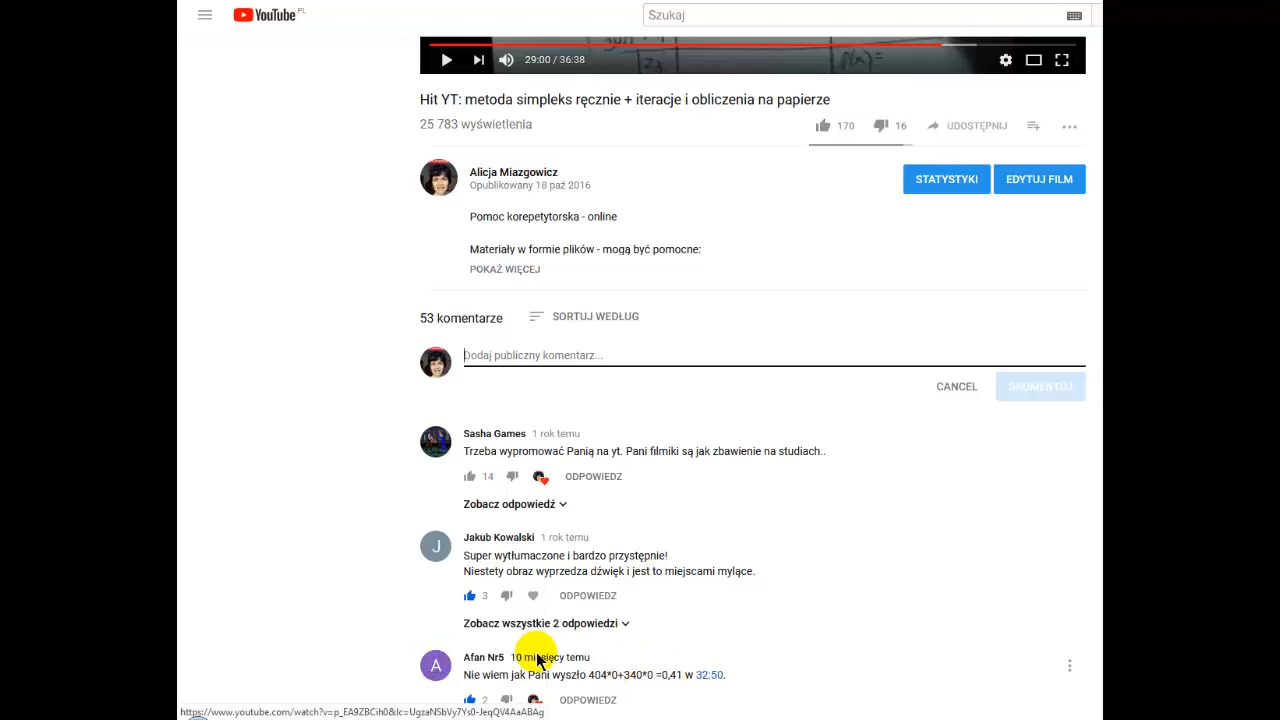 YouTube PL
Szukaj
f(x)=
29:00 / 36:38
Hit YT: metoda simpleks ręcznie + iteracje i obliczenia na papierze
25 783 wyświetlenia
170
16
UDOSTĘPNIJ
Alicja Miazgowicz
Opublikowany 18 paź 2016
STATYSTYKI
EDYTUJ FILM
Pomoc korepetytorska - online
Materiały w formie plików - mogą być pomocne:
POKAŻ WIĘCEJ
53 komentarze
SORTUJ WEDŁUG
Dodaj publiczny komentarz...
CANCEL
SKOMENTUJ
Sasha Games 1 rok temu
Trzeba wypromować Panią na yt. Pani filmiki są jak zbawienie na studiach..
14
ODPOWIEDZ
Zobacz odpowiedź
J
Jakub Kowalski 1 rok temu
Super wytłumaczone i bardzo przystępnie!
Niestety obraz wyprzedza dźwięk i jest to miejscami mylące.
3
ODPOWIEDZ
Zobacz wszystkie 2 odpowiedzi
A
Afan Nr5 10 miesięcy temu
Nie wiem jak Pani wyszło 404*0+340*0 =0,41 w 32:50.
2
ODPOWIEDZ
https://www.youtube.com/watch?v=p_EA9ZBCih0&lc=UgzaNSbVy7Ys0-JeqQV4AaABAg